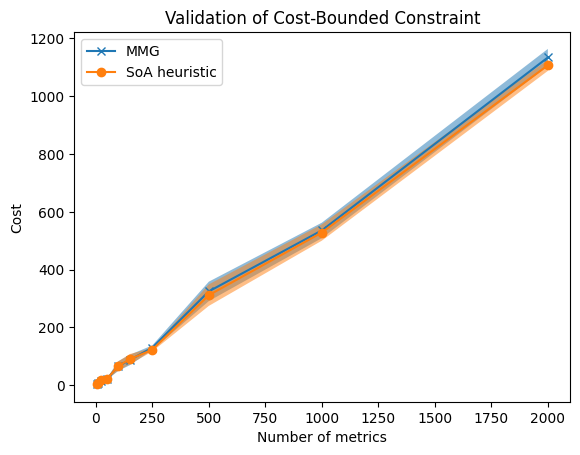 Validation of Cost-Bounded Constraint
MMG
SoA heuristic
Cost
1200
1000
800
600
400
200
0
0 250 500 750 1000 1250 1500 1750 2000
Number of metrics